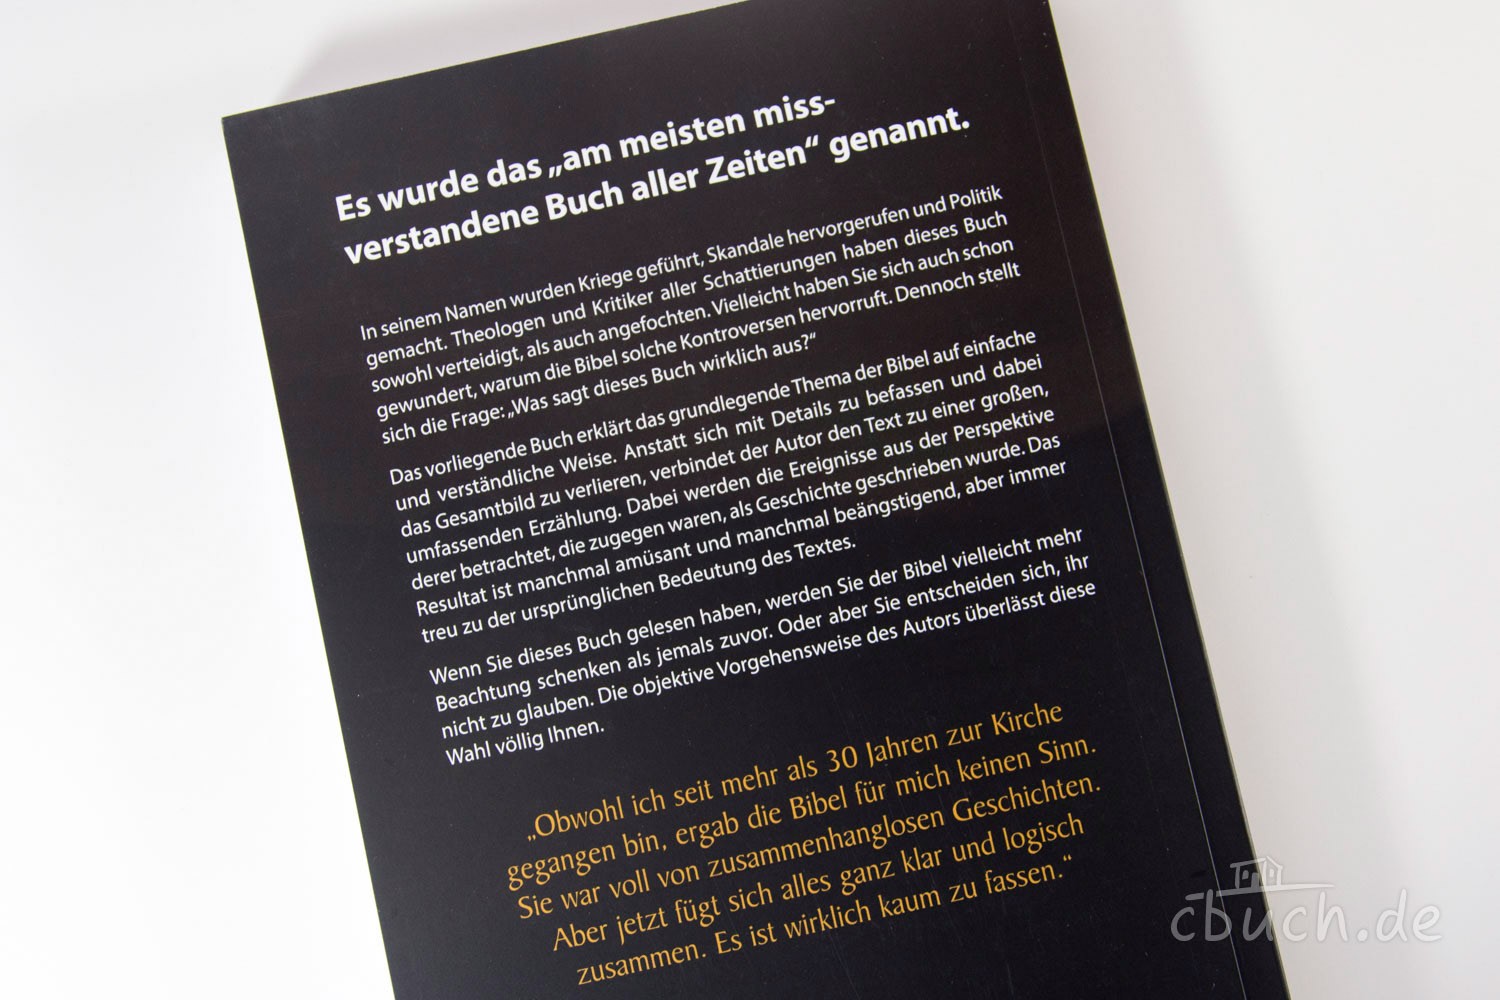 Es wurde das „am meisten miss-
verstandene Buch aller Zeiten“ genannt.
In seinem Namen wurden Kriege geführt, Skandale hervorgerufen und Politik
gemacht. Theologen und Kritiker aller Schattierungen haben dieses Buch
sowohl verteidigt, als auch angefochten. Vielleicht haben Sie sich auch schon
gewundert, warum die Bibel solche Kontroversen hervorruft. Dennoch stellt
sich die Frage: „Was sagt dieses Buch wirklich aus?“
Das vorliegende Buch erklärt das grundlegende Thema der Bibel auf einfache
und verständliche Weise. Anstatt sich mit Details zu befassen und dabei
das Gesamtbild zu verlieren, verbindet der Autor den Text zu einer großen,
umfassenden Erzählung. Dabei werden die Ereignisse aus der Perspektive
derer betrachtet, die zugegen waren, als Geschichte geschrieben wurde. Das
Resultat ist manchmal amüsant und manchmal beängstigend, aber immer
treu zu der ursprünglichen Bedeutung des Textes.
Wenn Sie dieses Buch gelesen haben, werden Sie der Bibel vielleicht mehr
Beachtung schenken als jemals zuvor. Oder aber Sie entscheiden sich, ihr
nicht zu glauben. Die objektive Vorgehensweise des Autors überlässt diese
Wahl völlig Ihnen.
„Obwohl ich seit mehr als 30 Jahren zur Kirche
gegangen bin, ergab die Bibel für mich keinen Sinn.
Sie war voll von zusammenhanglosen Geschichten.
Aber jetzt fügt sich alles ganz klar und logisch
zusammen. Es ist wirklich kaum zu fassen.“
cbuch.de